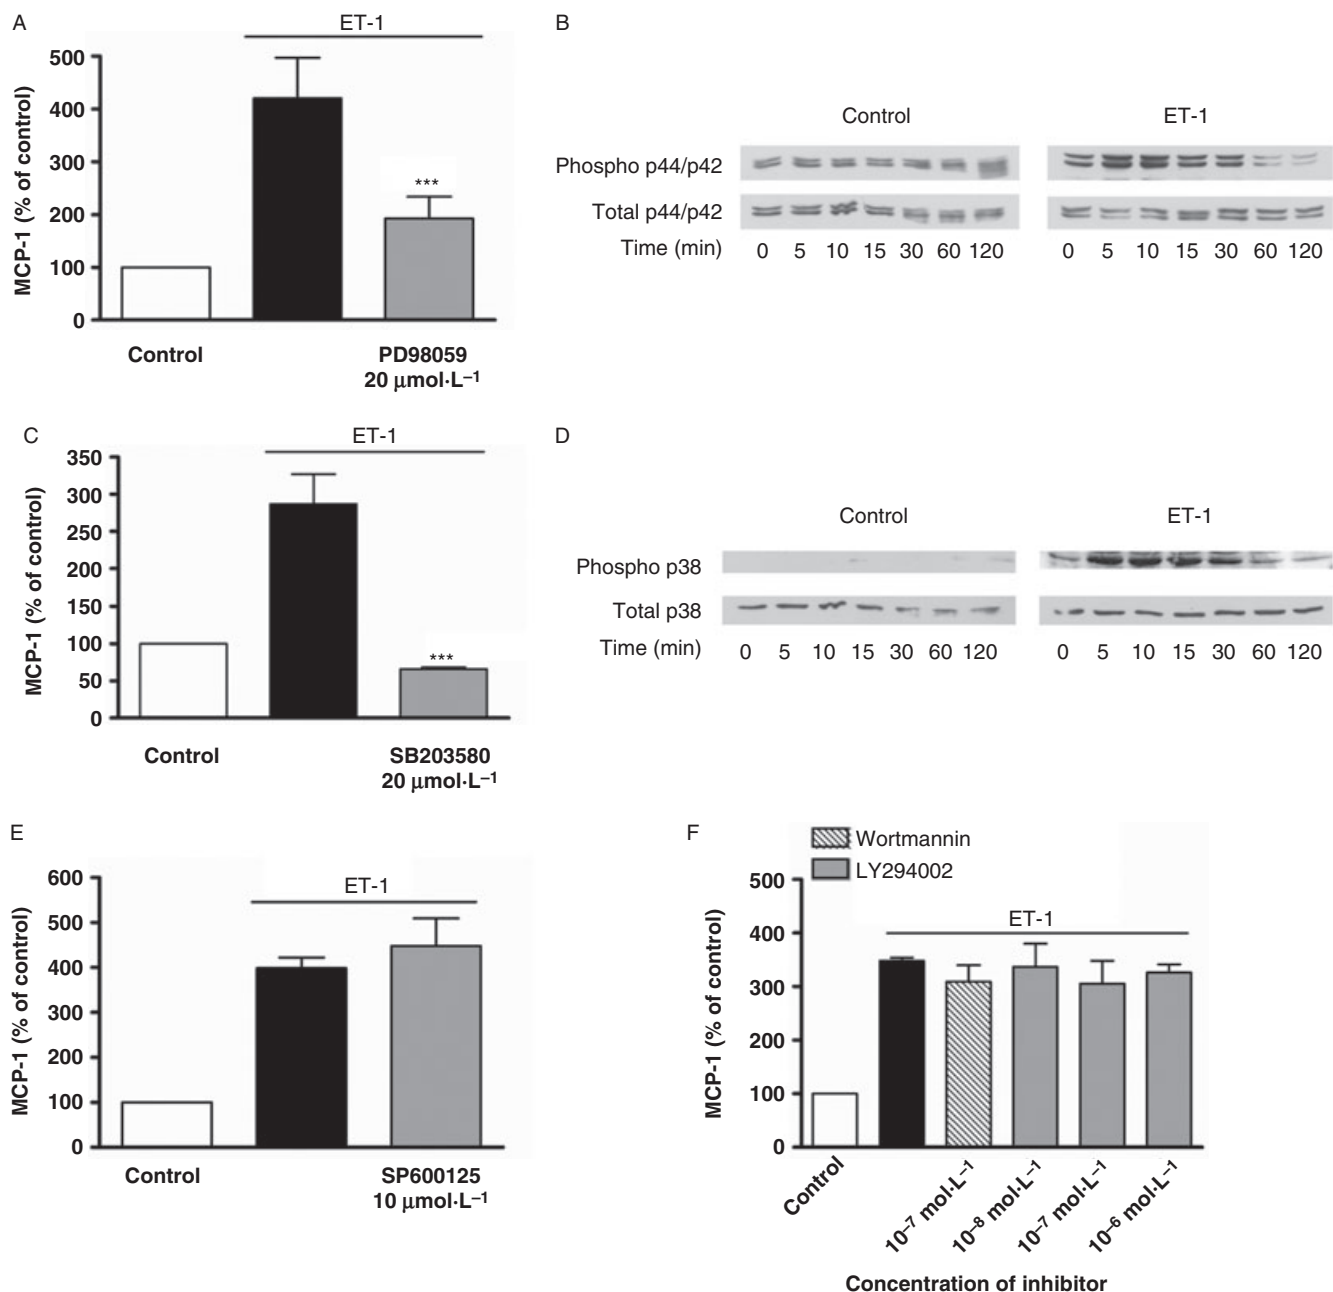 A
ET-1
500
400
300
200
100
0
MCP-1 (% of control)
***
Control
PD98059
20 μmol·L⁻¹
B
Control
ET-1
Phospho p44/p42
Total p44/p42
Time (min)
0 5 10 15 30 60 120
0 5 10 15 30 60 120
C
ET-1
350
300
250
200
150
100
50
0
MCP-1 (% of control)
***
Control
SB203580
20 μmol·L⁻¹
D
Control
ET-1
Phospho p38
Total p38
Time (min)
0 5 10 15 30 60 120
0 5 10 15 30 60 120
E
ET-1
600
500
400
300
200
100
0
MCP-1 (% of control)
Control
SP600125
10 μmol·L⁻¹
F
Wortmannin
LY294002
ET-1
500
400
300
200
100
0
MCP-1 (% of control)
Control
10⁻⁷ mol·L⁻¹
10⁻⁸ mol·L⁻¹
10⁻⁷ mol·L⁻¹
10⁻⁶ mol·L⁻¹
Concentration of inhibitor